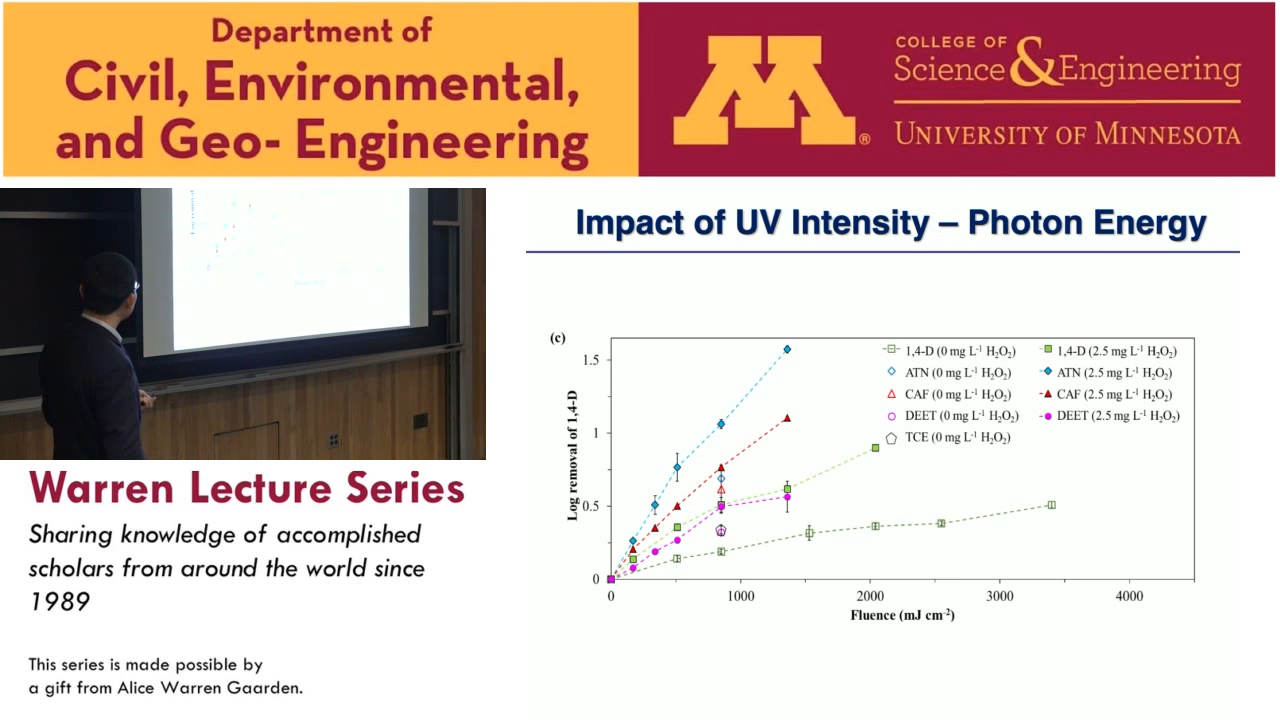 Department of
Civil, Environmental,
and Geo- Engineering
M®
COLLEGE OF
Science & Engineering
UNIVERSITY OF MINNESOTA
Impact of UV Intensity – Photon Energy
(c)
Log removal of 1,4-D
1.5
1
0.5
0
0 1000 2000 3000 4000
Fluence (mJ cm⁻²)
1,4-D (0 mg L⁻¹ H₂O₂) 1,4-D (2.5 mg L⁻¹ H₂O₂)
ATN (0 mg L⁻¹ H₂O₂) ATN (2.5 mg L⁻¹ H₂O₂)
CAF (0 mg L⁻¹ H₂O₂) CAF (2.5 mg L⁻¹ H₂O₂)
DEET (0 mg L⁻¹ H₂O₂) DEET (2.5 mg L⁻¹ H₂O₂)
TCE (0 mg L⁻¹ H₂O₂)
Warren Lecture Series
Sharing knowledge of accomplished
scholars from around the world since
1989
This series is made possible by
a gift from Alice Warren Gaarden.